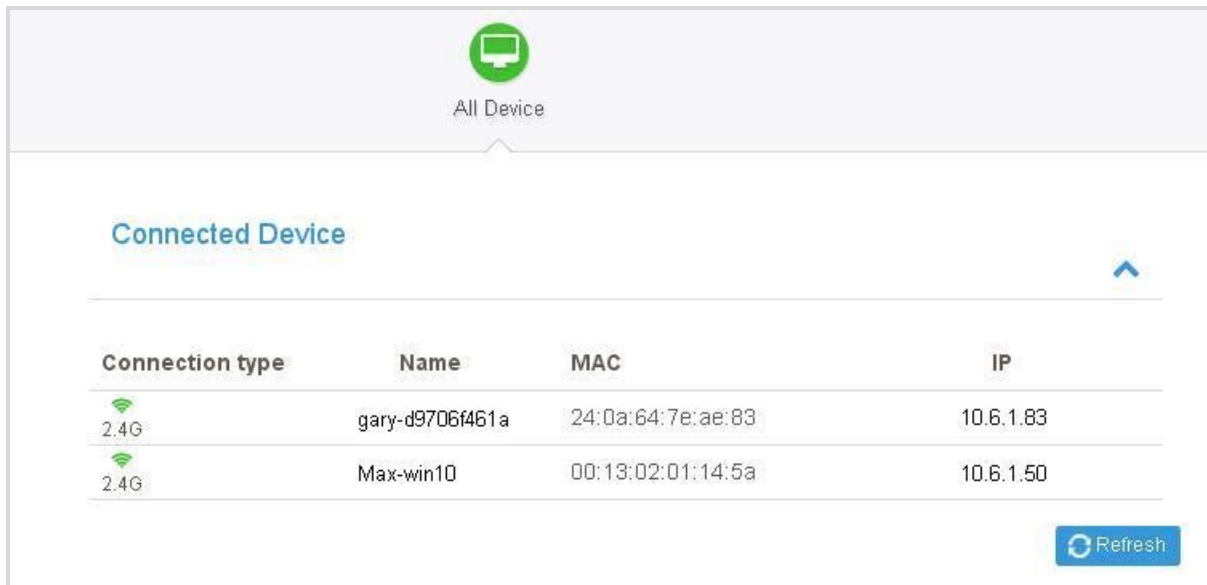 All Device
Connected Device
Connection type Name MAC IP
2.4G gary-d9706f461a 24:0a:64:7e:ae:83 10.6.1.83
2.4G Max-win10 00:13:02:01:14:5a 10.6.1.50
Refresh